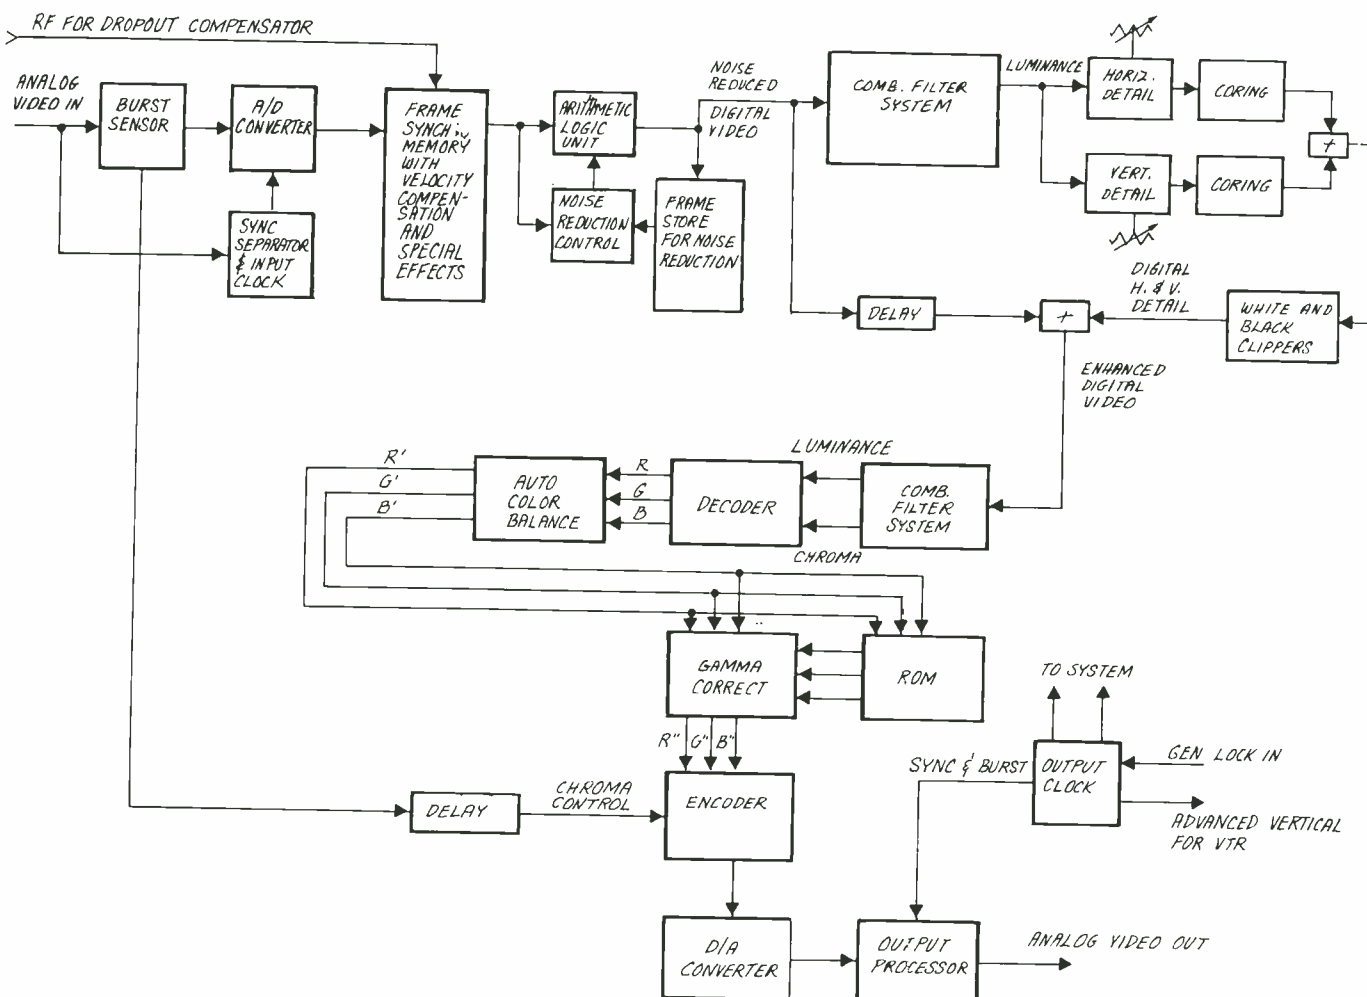 RF FOR DROPOUT COMPENSATOR
ANALOG
VIDEO IN
BURST
SENSOR
A/D
CONVERTER
SYNC
SEPARATOR
& INPUT
CLOCK
FRAME
SYNCH
MEMORY
WITH
VELOCITY
COMPEN-
SATION
AND
SPECIAL
EFFECTS
ARITHMETIC
LOGIC
UNIT
NOISE
REDUCTION
CONTROL
FRAME
STORE
FOR NOISE
REDUCTION
NOISE
REDUCED
DIGITAL
VIDEO
COMB. FILTER
SYSTEM
LUMINANCE
HORIZ.
DETAIL
CORING
+
VERT.
DETAIL
CORING
DELAY
+
DIGITAL
H. & V.
DETAIL
WHITE AND
BLACK
CLIPPERS
ENHANCED
DIGITAL
VIDEO
LUMINANCE
R'
G'
B'
AUTO
COLOR
BALANCE
R
G
B
DECODER
COMB.
FILTER
SYSTEM
CHROMA
GAMMA
CORRECT
ROM
R" G" B"
TO SYSTEM
SYNC & BURST
OUTPUT
CLOCK
GEN LOCK IN
ADVANCED VERTICAL
FOR VTR
DELAY
CHROMA
CONTROL
ENCODER
D/A
CONVERTER
OUTPUT
PROCESSOR
ANALOG VIDEO OUT